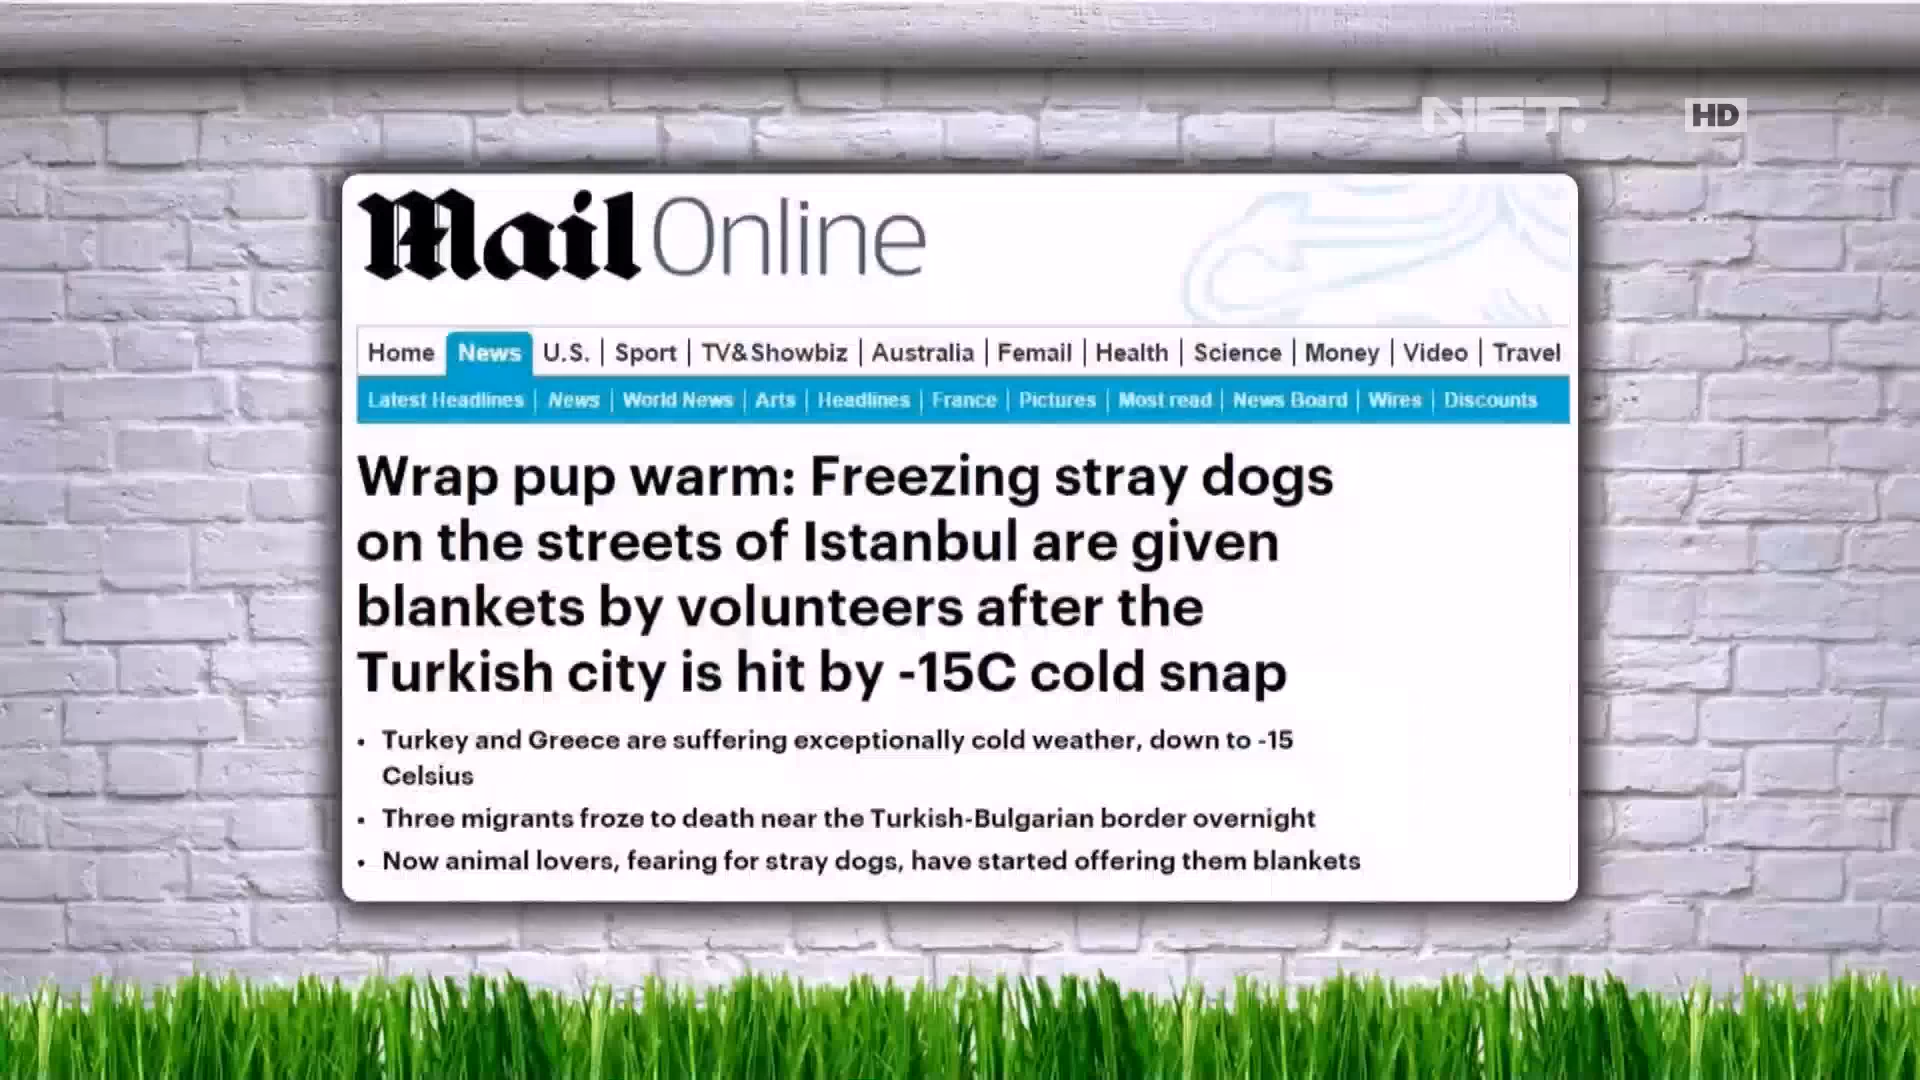 NET. HD
Mail Online
Home News U.S. Sport TV&Showbiz Australia Femail Health Science Money Video Travel
Latest Headlines News World News Arts Headlines France Pictures Most read News Board Wires Discounts
Wrap pup warm: Freezing stray dogs
on the streets of Istanbul are given
blankets by volunteers after the
Turkish city is hit by -15C cold snap
• Turkey and Greece are suffering exceptionally cold weather, down to -15
Celsius
• Three migrants froze to death near the Turkish-Bulgarian border overnight
• Now animal lovers, fearing for stray dogs, have started offering them blankets